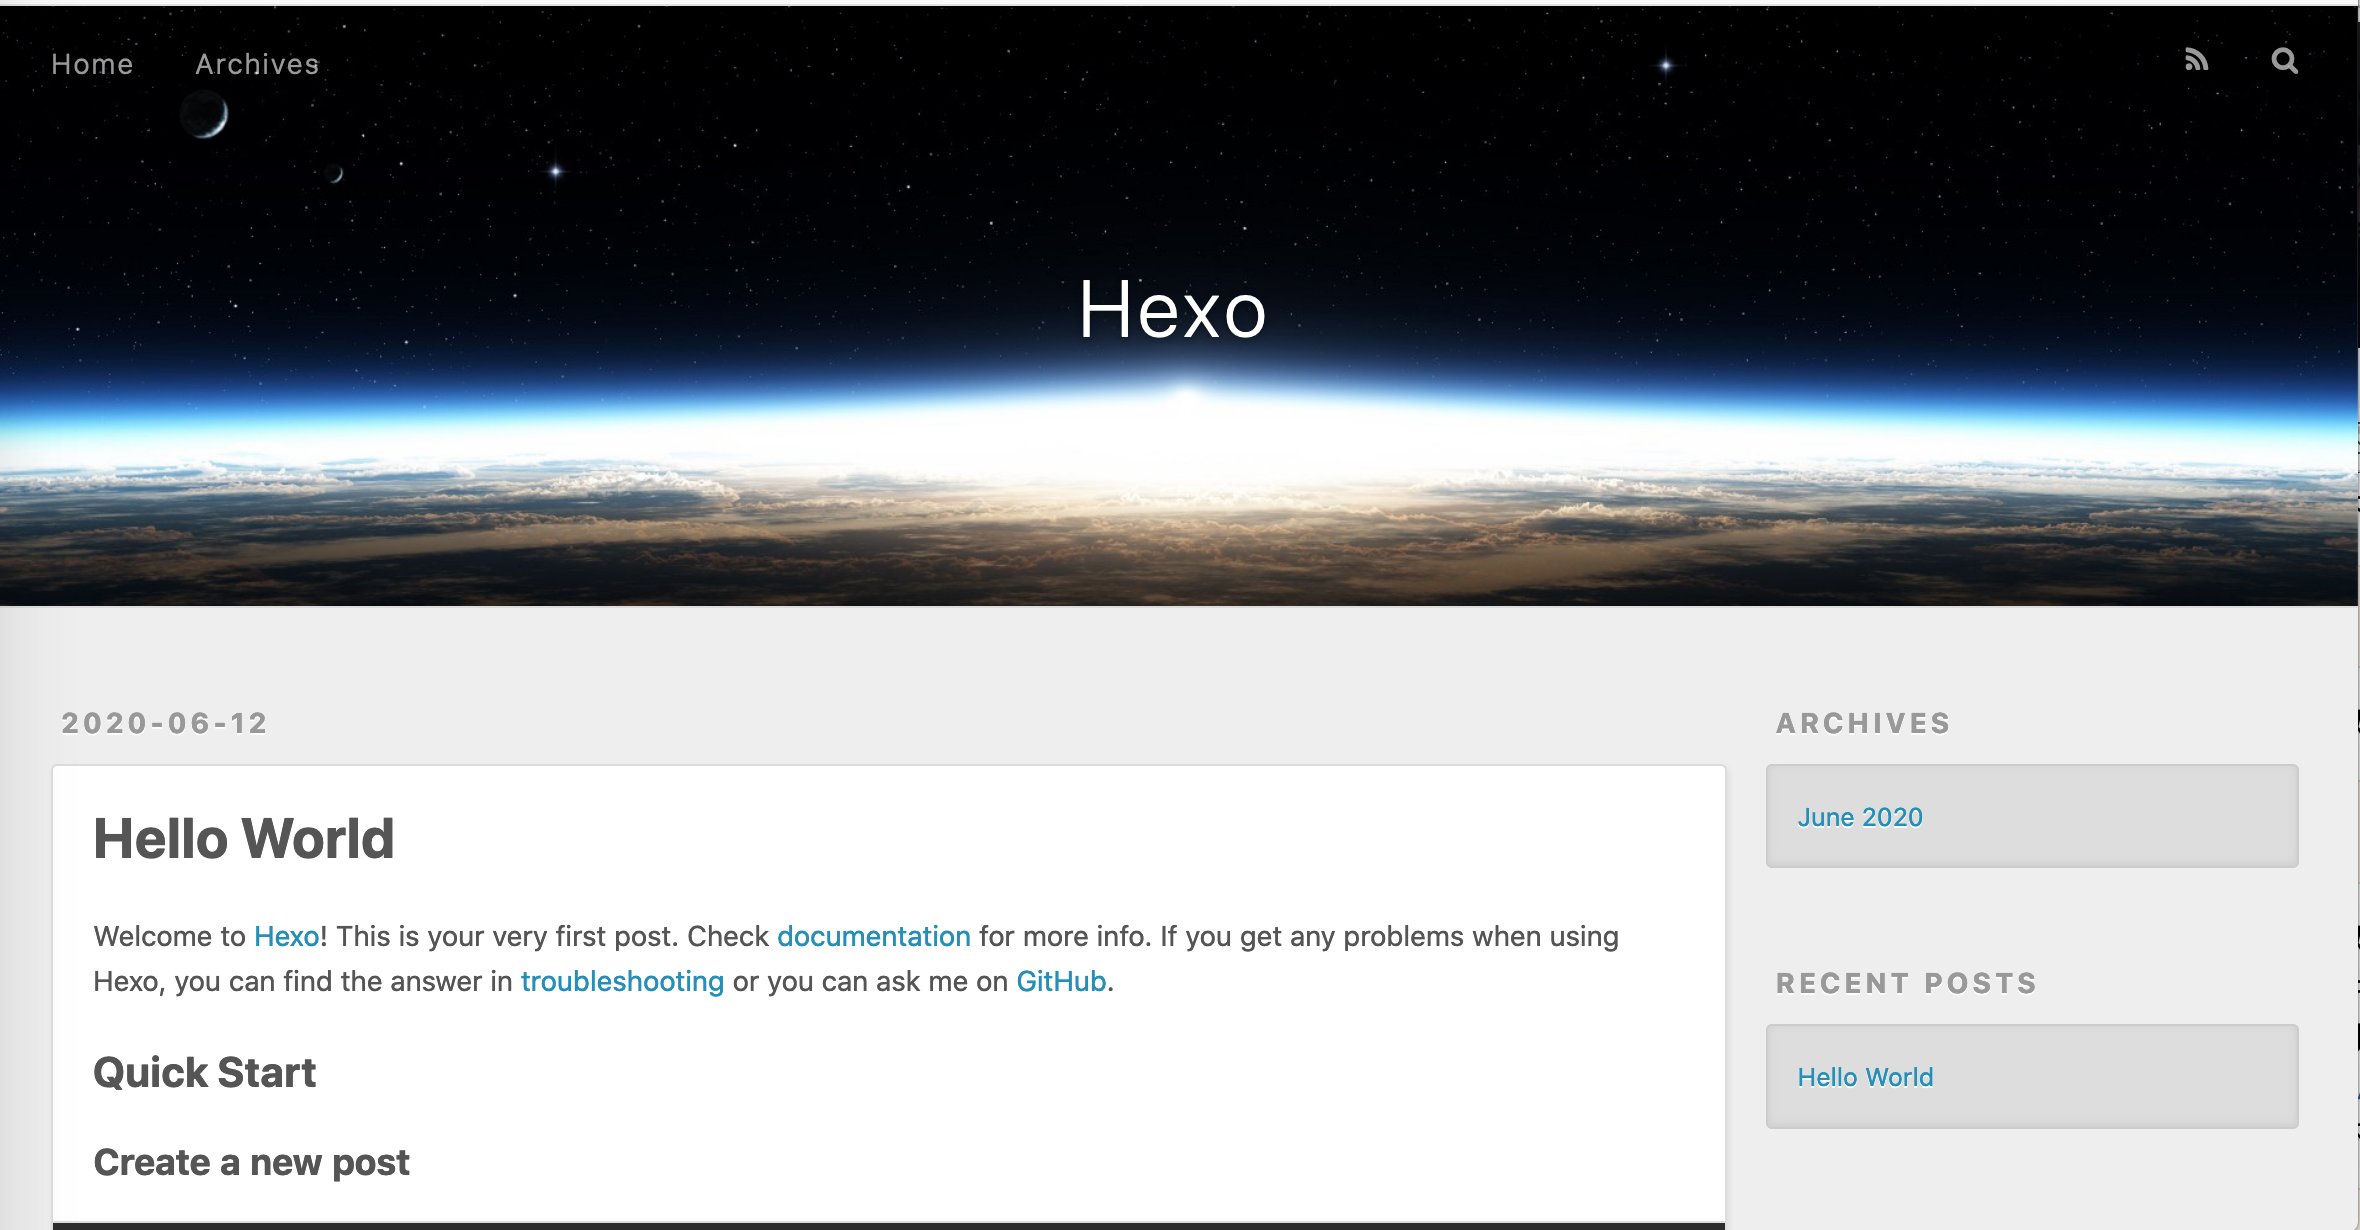 Home Archives
Hexo
2020-06-12
Hello World
Welcome to Hexo! This is your very first post. Check documentation for more info. If you get any problems when using
Hexo, you can find the answer in troubleshooting or you can ask me on GitHub.
Quick Start
Create a new post
ARCHIVES
June 2020
RECENT POSTS
Hello World